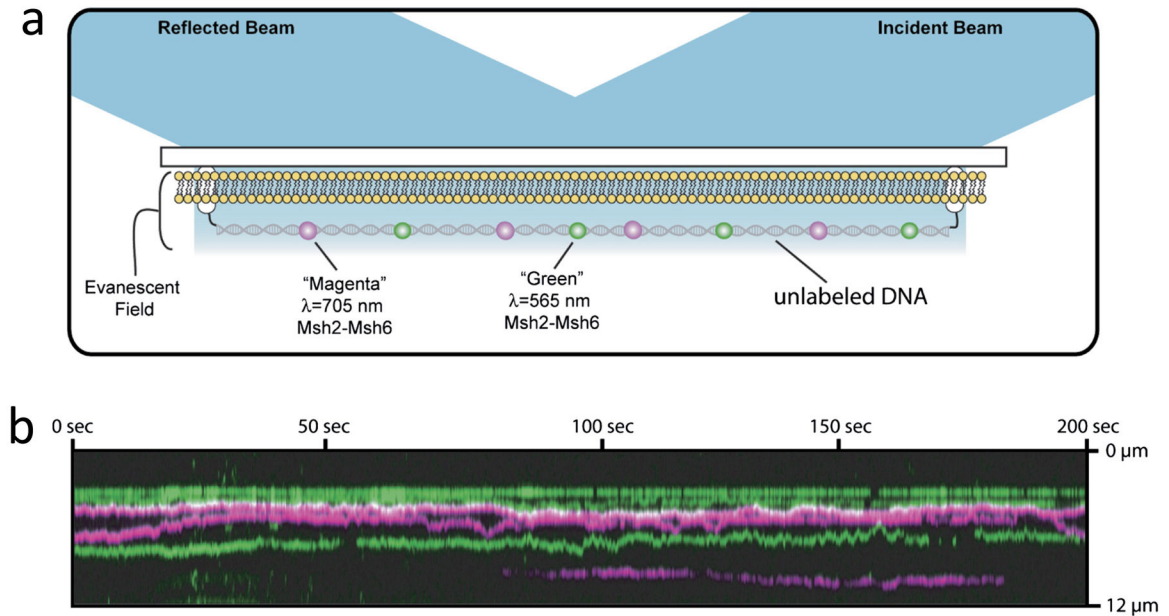 a
Reflected Beam
Incident Beam
Evanescent
Field
“Magenta”
λ=705 nm
Msh2-Msh6
“Green”
λ=565 nm
Msh2-Msh6
unlabeled DNA
b
0 sec
50 sec
100 sec
150 sec
200 sec
0 µm
12 µm